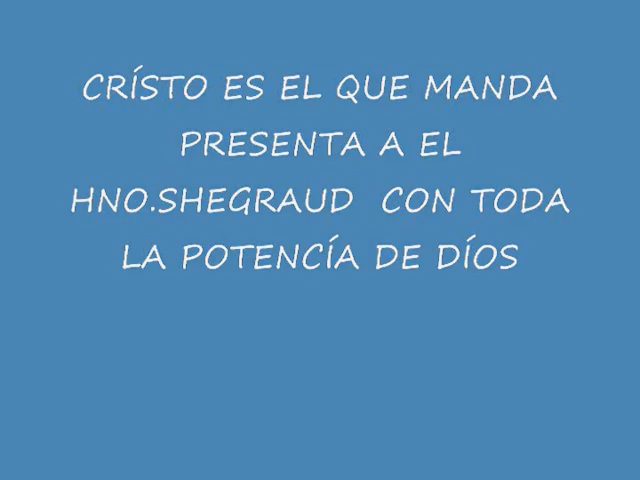 CRÍSTO ES EL QUE MANDA
PRESENTA A EL
HNO.SHEGRAUD CON TODA
LA POTENCÍA DE DÍOS